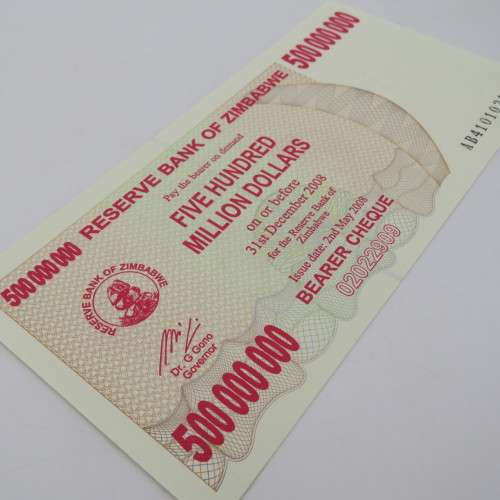 500 000 000
RESERVE BANK OF ZIMBABWE
Pay the bearer on demand
FIVE HUNDRED
MILLION DOLLARS
on or before
31st December 2008
for the Reserve Bank of
Zimbabwe
Issue date: 2nd May 2008
BEARER CHEQUE
02022909
500 000 000
RESERVE BANK OF ZIMBABWE
Dr. G Gono
Governor
500 000 000